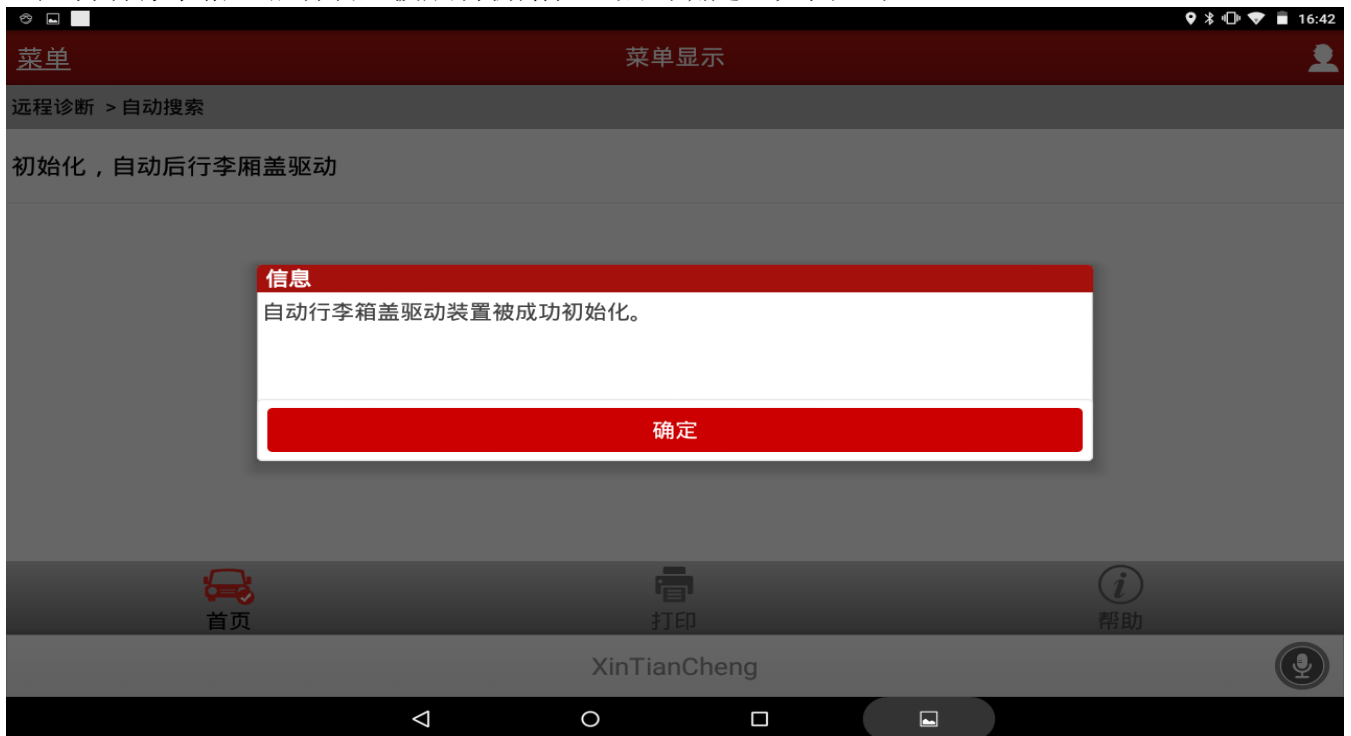 16:42
菜单
菜单显示
远程诊断 >自动搜索
初始化，自动后行李厢盖驱动
信息
自动行李箱盖驱动装置被成功初始化。
确定
首页
打印
帮助
XinTianCheng